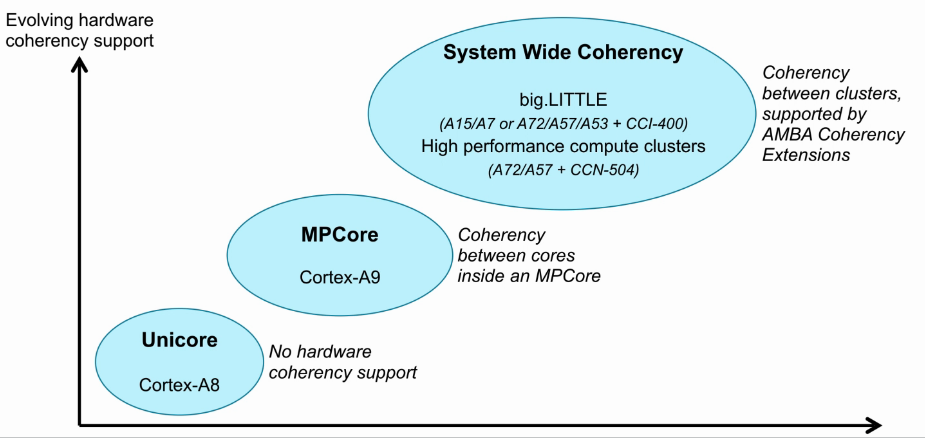 Evolving hardware
coherency support
System Wide Coherency
big.LITTLE
(A15/A7 or A72/A57/A53 + CCI-400)
High performance compute clusters
(A72/A57 + CCN-504)
Coherency
between clusters,
supported by
AMBA Coherency
Extensions
MPCore
Cortex-A9
Coherency
between cores
inside an MPCore
Unicore
Cortex-A8
No hardware
coherency support